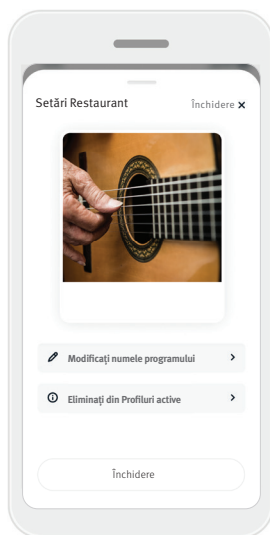 Setări Restaurant
Închidere ×
Modificați numele programului
Eliminați din Profiluri active
Închidere